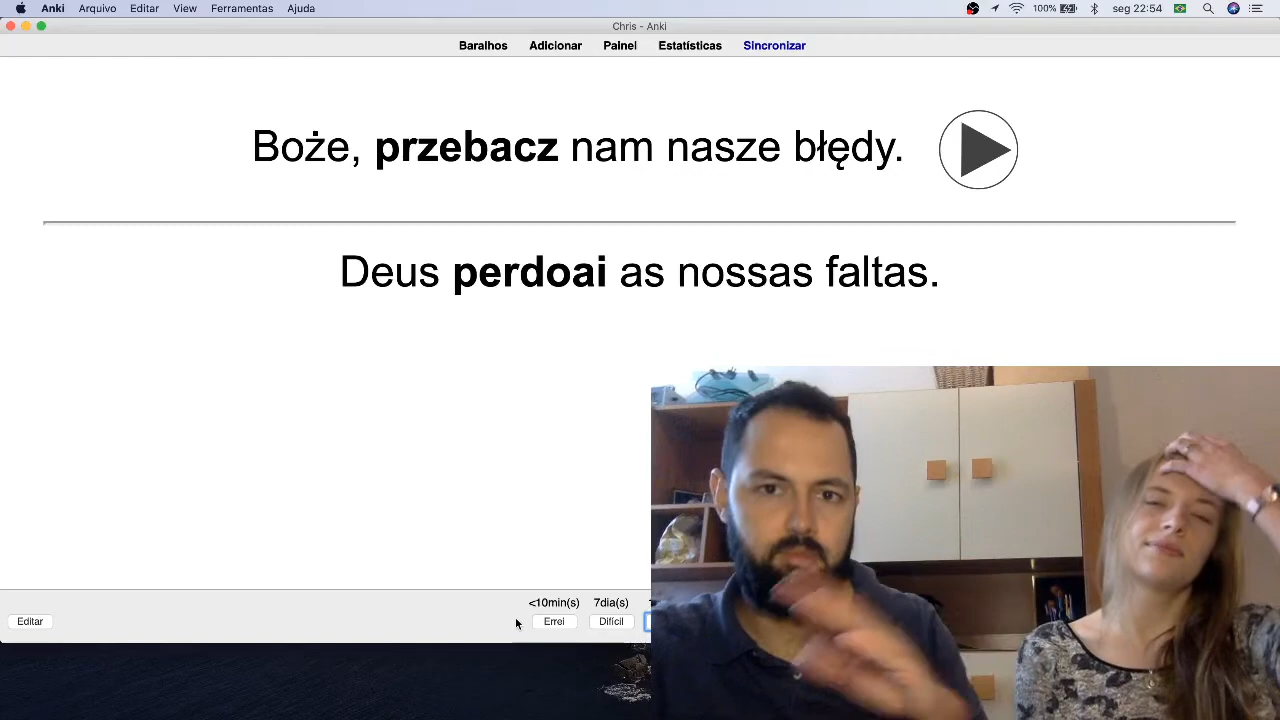 Anki Arquivo Editar View Ferramentas Ajuda 100% seg 22:54
Chris - Anki
Baralhos Adicionar Painel Estatísticas Sincronizar
Boże, przebacz nam nasze błędy.
Deus perdoai as nossas faltas.
<10min(s) 7dia(s)
Editar Errei Difícil